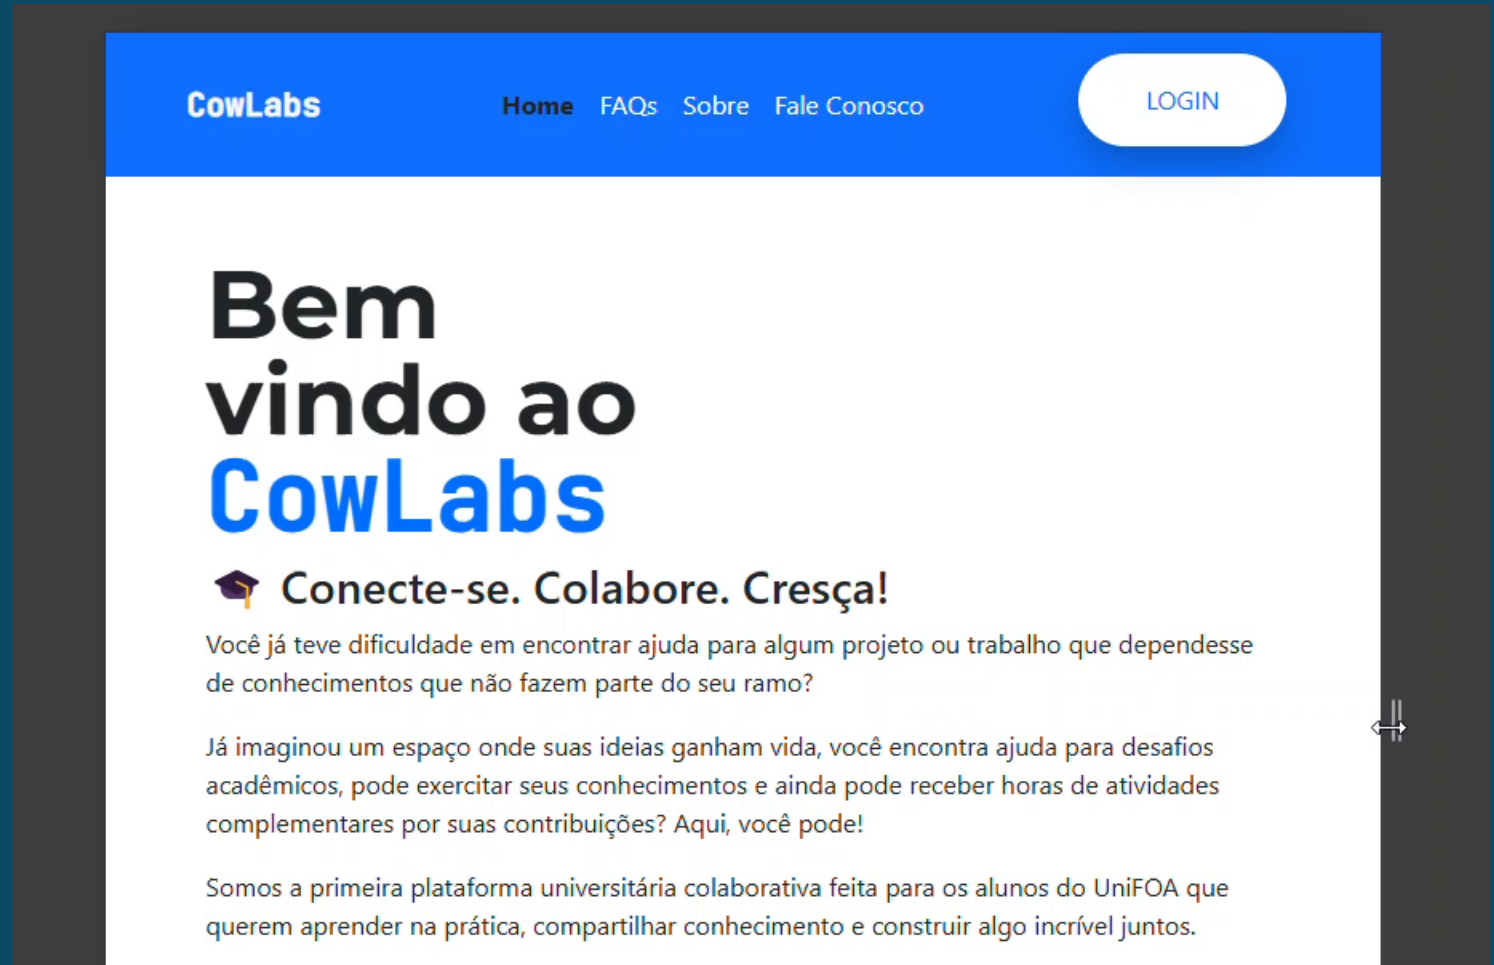 CowLabs
Home FAQs Sobre Fale Conosco
LOGIN
Bem
vindo ao
CowLabs
🎓 Conecte-se. Colabore. Cresça!
Você já teve dificuldade em encontrar ajuda para algum projeto ou trabalho que dependesse
de conhecimentos que não fazem parte do seu ramo?
Já imaginou um espaço onde suas ideias ganham vida, você encontra ajuda para desafios
acadêmicos, pode exercitar seus conhecimentos e ainda pode receber horas de atividades
complementares por suas contribuições? Aqui, você pode!
Somos a primeira plataforma universitária colaborativa feita para os alunos do UniFOA que
querem aprender na prática, compartilhar conhecimento e construir algo incrível juntos.